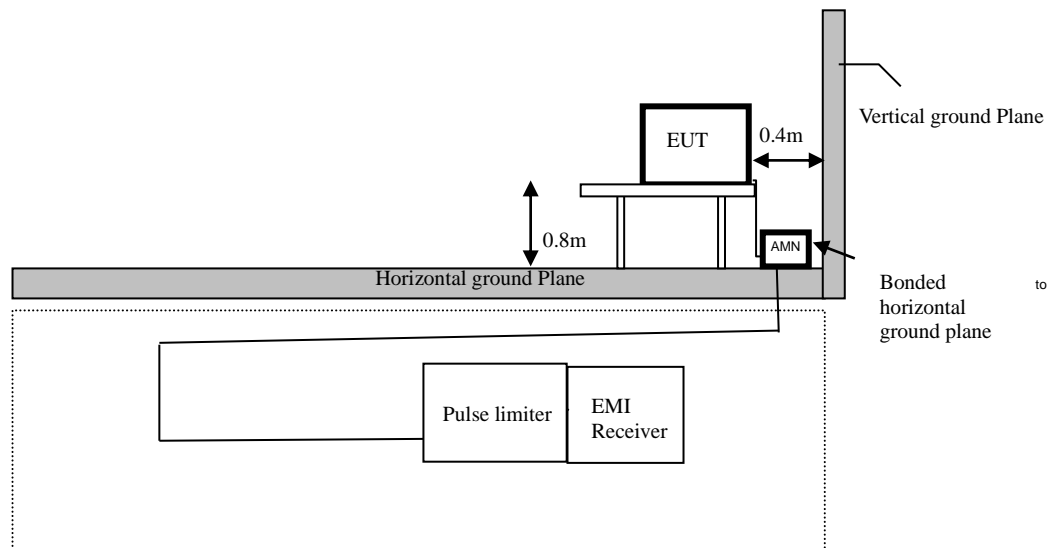 EUT
0.4m
Vertical ground Plane
0.8m
AMN
Horizontal ground Plane
Bonded to
horizontal
ground plane
Pulse limiter
EMI
Receiver